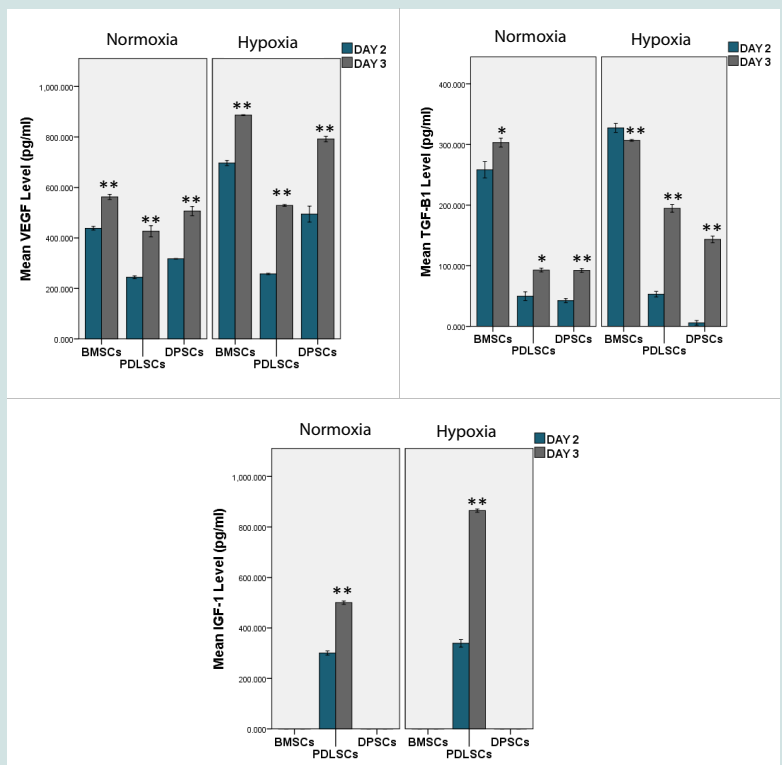 Normoxia Hypoxia
DAY 2
DAY 3
Mean VEGF Level (pg/ml)
1,000.000
800.000
600.000
400.000
200.000
0.000
** ** ** ** ** **
BMSCs DPSCs BMSCs DPSCs
PDLSCs PDLSCs
Normoxia Hypoxia
DAY 2
DAY 3
Mean TGF-B1 Level (pg/ml)
400.000
300.000
200.000
100.000
0.000
* * ** ** ** **
BMSCs DPSCs BMSCs DPSCs
PDLSCs PDLSCs
Normoxia Hypoxia
DAY 2
DAY 3
Mean IGF-1 Level (pg/ml)
1,000.000
800.000
600.000
400.000
200.000
0.000
** **
BMSCs DPSCs BMSCs DPSCs
PDLSCs PDLSCs